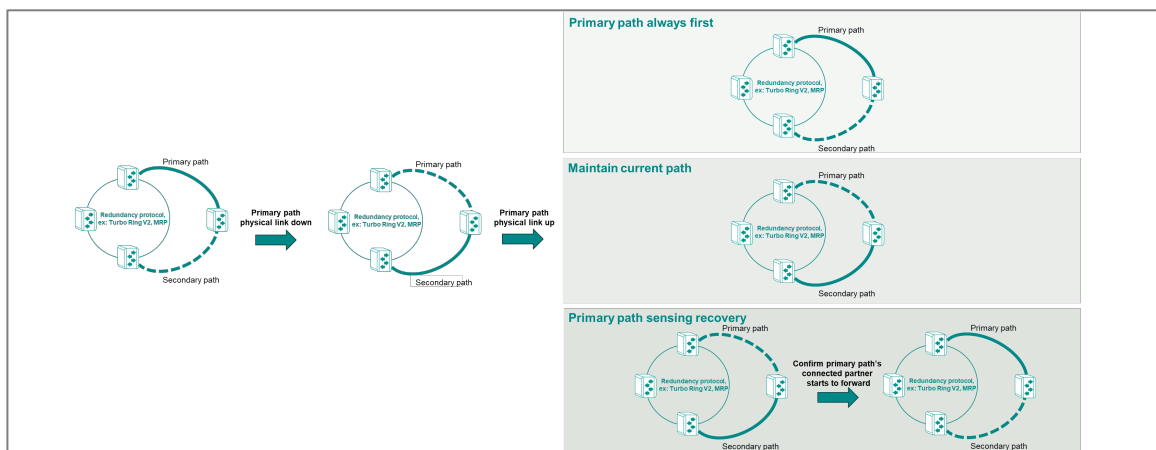 Primary path
Redundancy protocol,
ex: Turbo Ring V2, MRP
Secondary path
Primary path
physical link down
Primary path
Redundancy protocol,
ex: Turbo Ring V2, MRP
Secondary path
Primary path
physical link up
Primary path always first
Primary path
Redundancy protocol,
ex: Turbo Ring V2, MRP
Secondary path
Maintain current path
Primary path
Redundancy protocol,
ex: Turbo Ring V2, MRP
Secondary path
Primary path sensing recovery
Primary path
Redundancy protocol,
ex: Turbo Ring V2, MRP
Secondary path
Confirm primary path's
connected partner
starts to forward
Primary path
Redundancy protocol,
ex: Turbo Ring V2, MRP
Secondary path